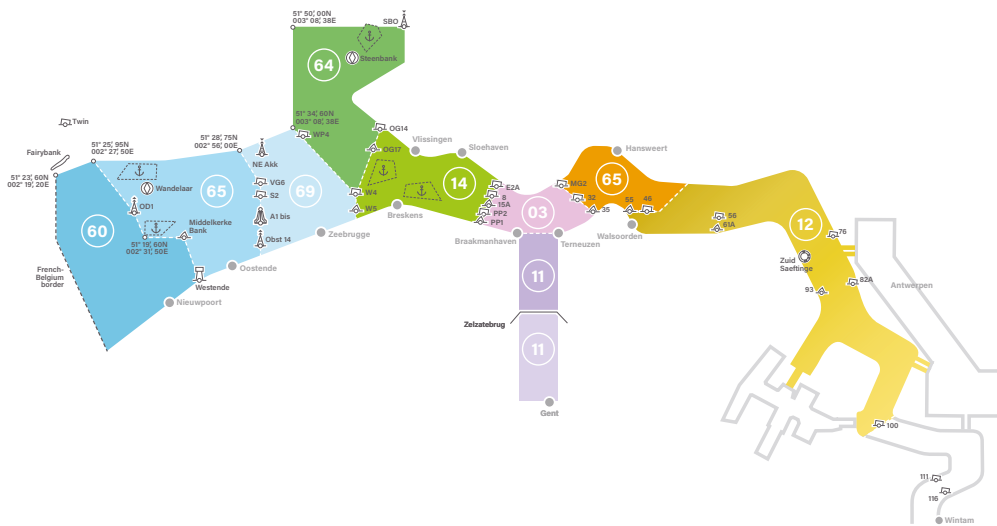 51° 50', 00N
003° 08', 38E
SBO
Steenbank
64
51° 34', 60N
003° 08', 38E
WP4
OG14
OG17
Vlissingen
Sloehaven
Hansweert
Twin
Fairybank
51° 23', 60N
002° 19', 20E
51° 25', 95N
002° 27', 50E
51° 28', 75N
002° 56', 00E
NE Akk
VG6
S2
A1 bis
Obst 14
Wandelaar
65
69
OD1
Middelkerke
Bank
51° 19', 60N
002° 31', 50E
60
French-
Belgium
border
Westende
Oostende
Nieuwpoort
Zeebrugge
W4
W5
Breskens
14
E2A
8
15A
PP2
PP1
Braakmanhaven
03
Terneuzen
MG2
32
35
65
55
46
Walsoorden
56
61A
12
76
Zuid
Saeftinge
93
82A
Antwerpen
11
Zelzatebrug
11
Gent
100
111
116
Wintam